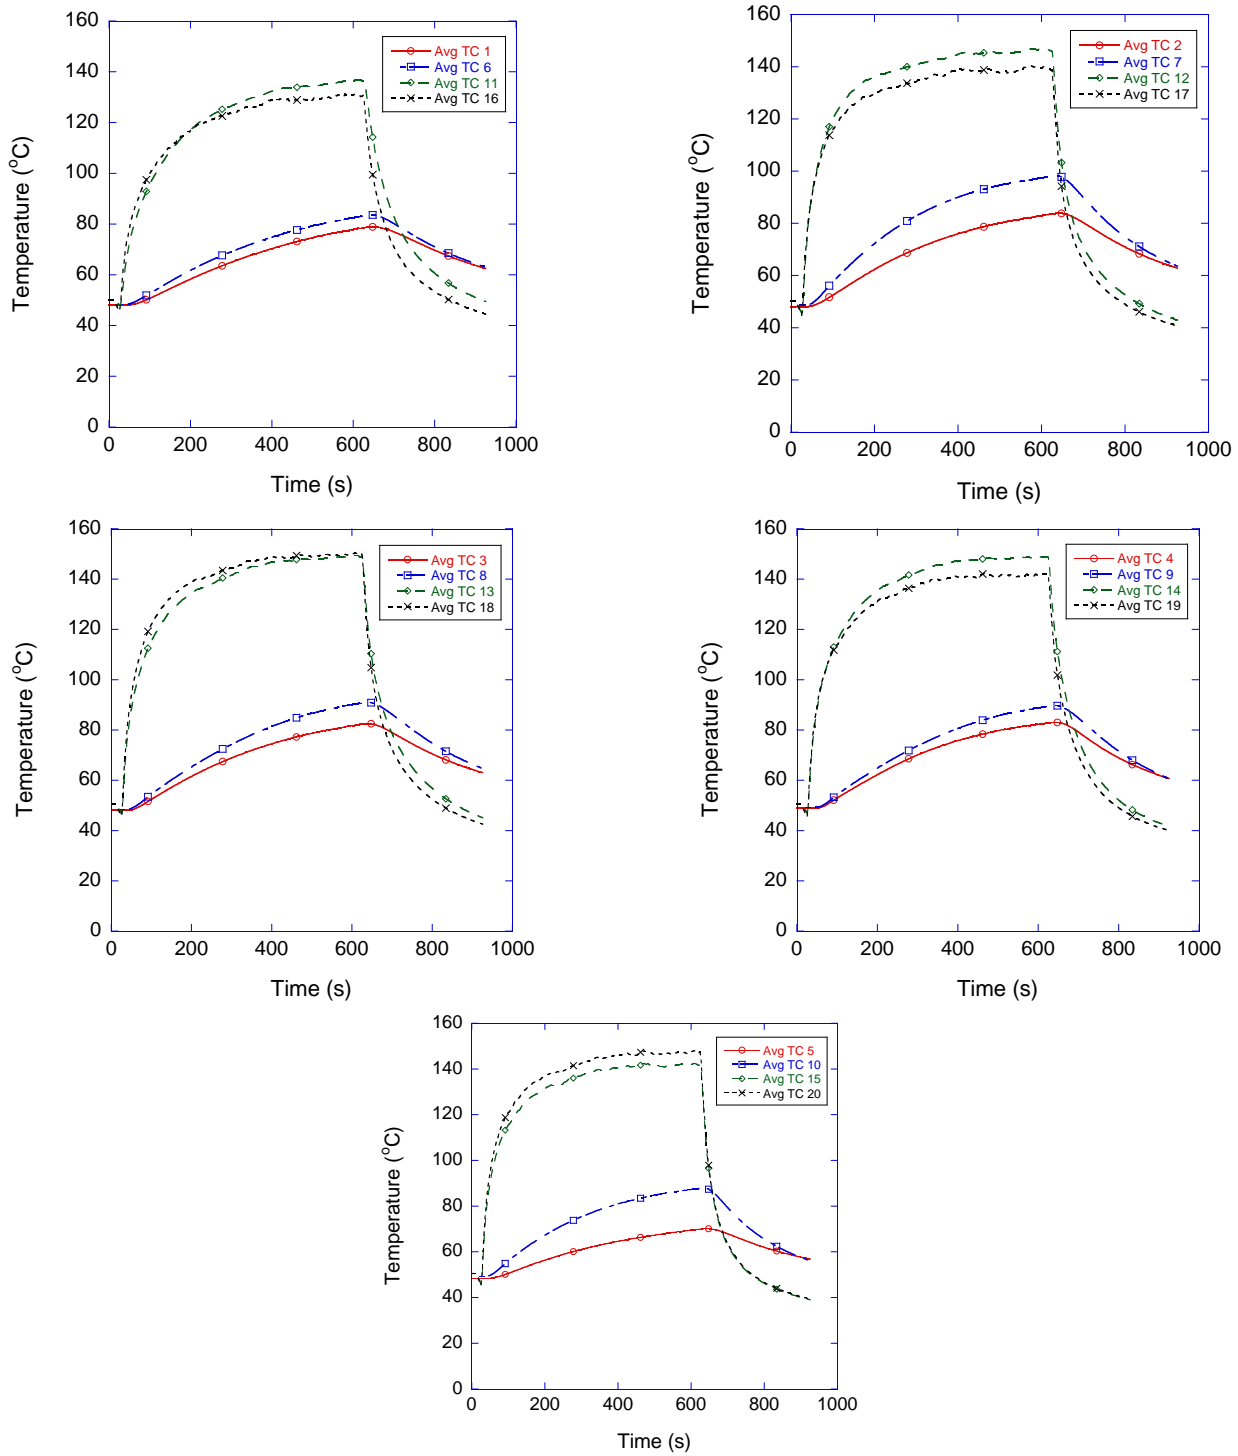 160
140
120
100
80
60
40
20
0
Temperature (°C)
Avg TC 1
Avg TC 6
Avg TC 11
Avg TC 16
0 200 400 600 800 1000
Time (s)
160
140
120
100
80
60
40
20
0
Temperature (°C)
Avg TC 2
Avg TC 7
Avg TC 12
Avg TC 17
0 200 400 600 800 1000
Time (s)
160
140
120
100
80
60
40
20
0
Temperature (°C)
Avg TC 3
Avg TC 8
Avg TC 13
Avg TC 18
0 200 400 600 800 1000
Time (s)
160
140
120
100
80
60
40
20
0
Temperature (°C)
Avg TC 4
Avg TC 9
Avg TC 14
Avg TC 19
0 200 400 600 800 1000
Time (s)
160
140
120
100
80
60
40
20
0
Temperature (°C)
Avg TC 5
Avg TC 10
Avg TC 15
Avg TC 20
0 200 400 600 800 1000
Time (s)